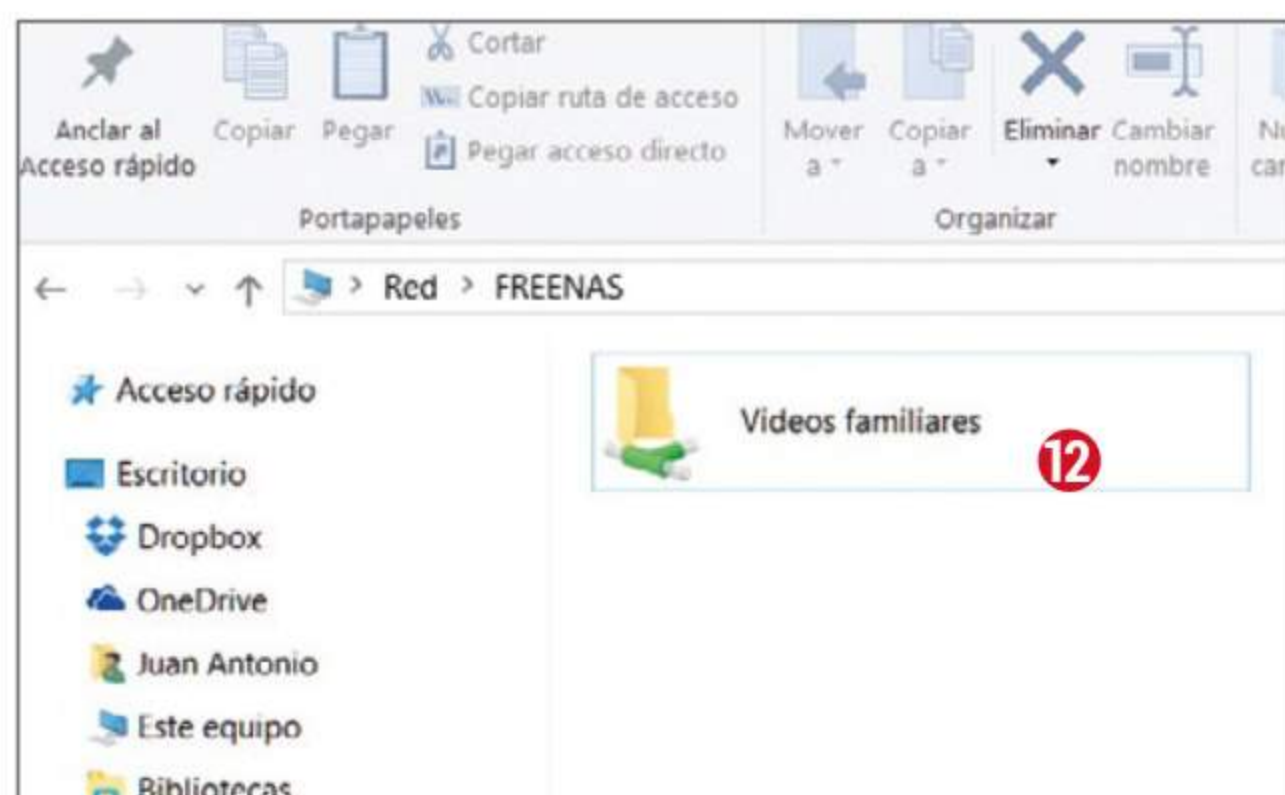 Cortar
Copiar ruta de acceso
Pegar acceso directo
Anclar al
Acceso rápido
Copiar
Pegar
Portapapeles
Mover
a
Copiar
a
Eliminar
Cambiar
nombre
Organizar
Red > FREENAS
Acceso rápido
Escritorio
Dropbox
OneDrive
Juan Antonio
Este equipo
Bibliotecas
Videos familiares
12